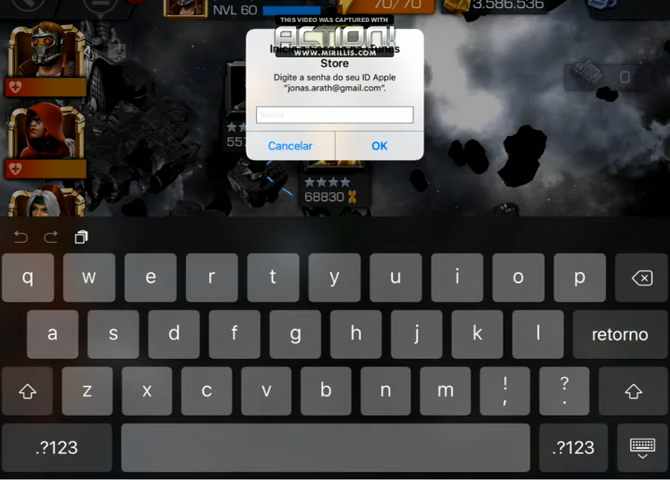 NVL 60
70/70
3.586.536
THIS VIDEO WAS CAPTURED WITH
ACTION!
WWW.MIRILLIS.COM
Store
Digite a senha do seu ID Apple
“jonas.arath@gmail.com”.
Senha
Cancelar
OK
0
557
68830
q w e r t y u i o p
a s d f g h j k l retorno
z x c v b n m ! , ? .
.?123 .?123